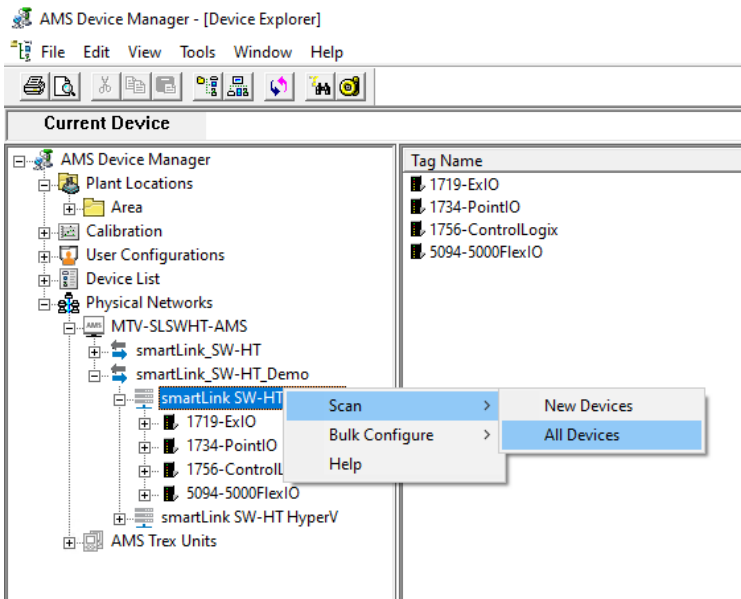 AMS Device Manager - [Device Explorer]
File Edit View Tools Window Help
Current Device
AMS Device Manager
Plant Locations
Area
Calibration
User Configurations
Device List
Physical Networks
AMS MTV-SLSWHT-AMS
smartLink_SW-HT
smartLink_SW-HT_Demo
smartLink SW-HT
1719-ExIO
1734-PointIO
1756-ControlL
5094-5000FlexIO
smartLink SW-HT HyperV
AMS Trex Units
Tag Name
1719-ExIO
1734-PointIO
1756-ControlLogix
5094-5000FlexIO
Scan
Bulk Configure
Help
New Devices
All Devices